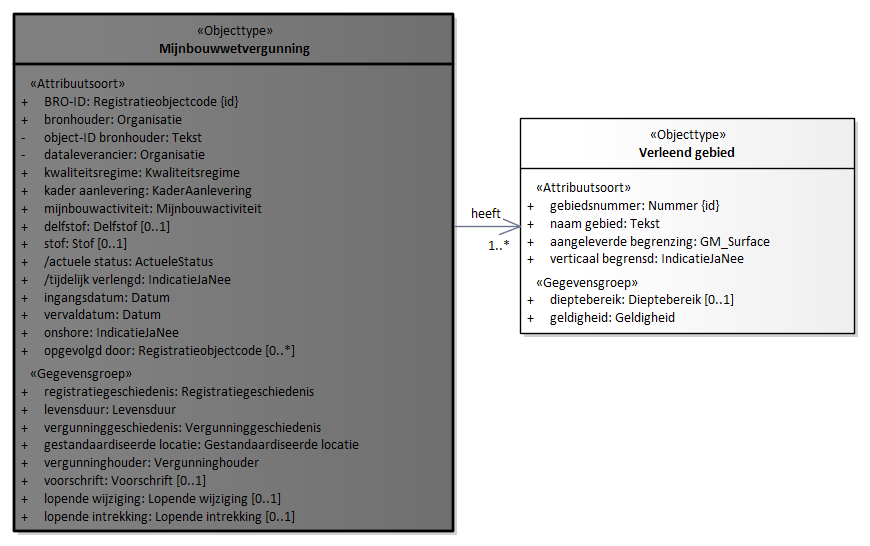 «Objecttype»
Mijnbouwwetvergunning
«Attribuutsoort»
+ BRO-ID: Registratieobjectcode {id}
+ bronhouder: Organisatie
- object-ID bronhouder: Tekst
- dataleverancier: Organisatie
+ kwaliteitsregime: Kwaliteitsregime
+ kader aanlevering: KaderAanlevering
+ mijnbouwactiviteit: Mijnbouwactiviteit
+ delfstof: Delfstof [0..1]
+ stof: Stof [0..1]
+ /actuele status: ActueleStatus
+ /tijdelijk verlengd: IndicatieJaNee
+ ingangsdatum: Datum
+ vervaldatum: Datum
+ onshore: IndicatieJaNee
+ opgevolgd door: Registratieobjectcode [0..*]
«Gegevensgroep»
+ registratiegeschiedenis: Registratiegeschiedenis
+ levensduur: Levensduur
+ vergunninggeschiedenis: Vergunninggeschiedenis
+ gestandaardiseerde locatie: Gestandaardiseerde locatie
+ vergunninghouder: Vergunninghouder
+ voorschrift: Voorschrift [0..1]
+ lopende wijziging: Lopende wijziging [0..1]
+ lopende intrekking: Lopende intrekking [0..1]
heeft
1..*
«Objecttype»
Verleend gebied
«Attribuutsoort»
+ gebiedsnummer: Nummer {id}
+ naam gebied: Tekst
+ aangeleverde begrenzing: GM_Surface
+ verticaal begrensd: IndicatieJaNee
«Gegevensgroep»
+ dieptebereik: Dieptebereik [0..1]
+ geldigheid: Geldigheid